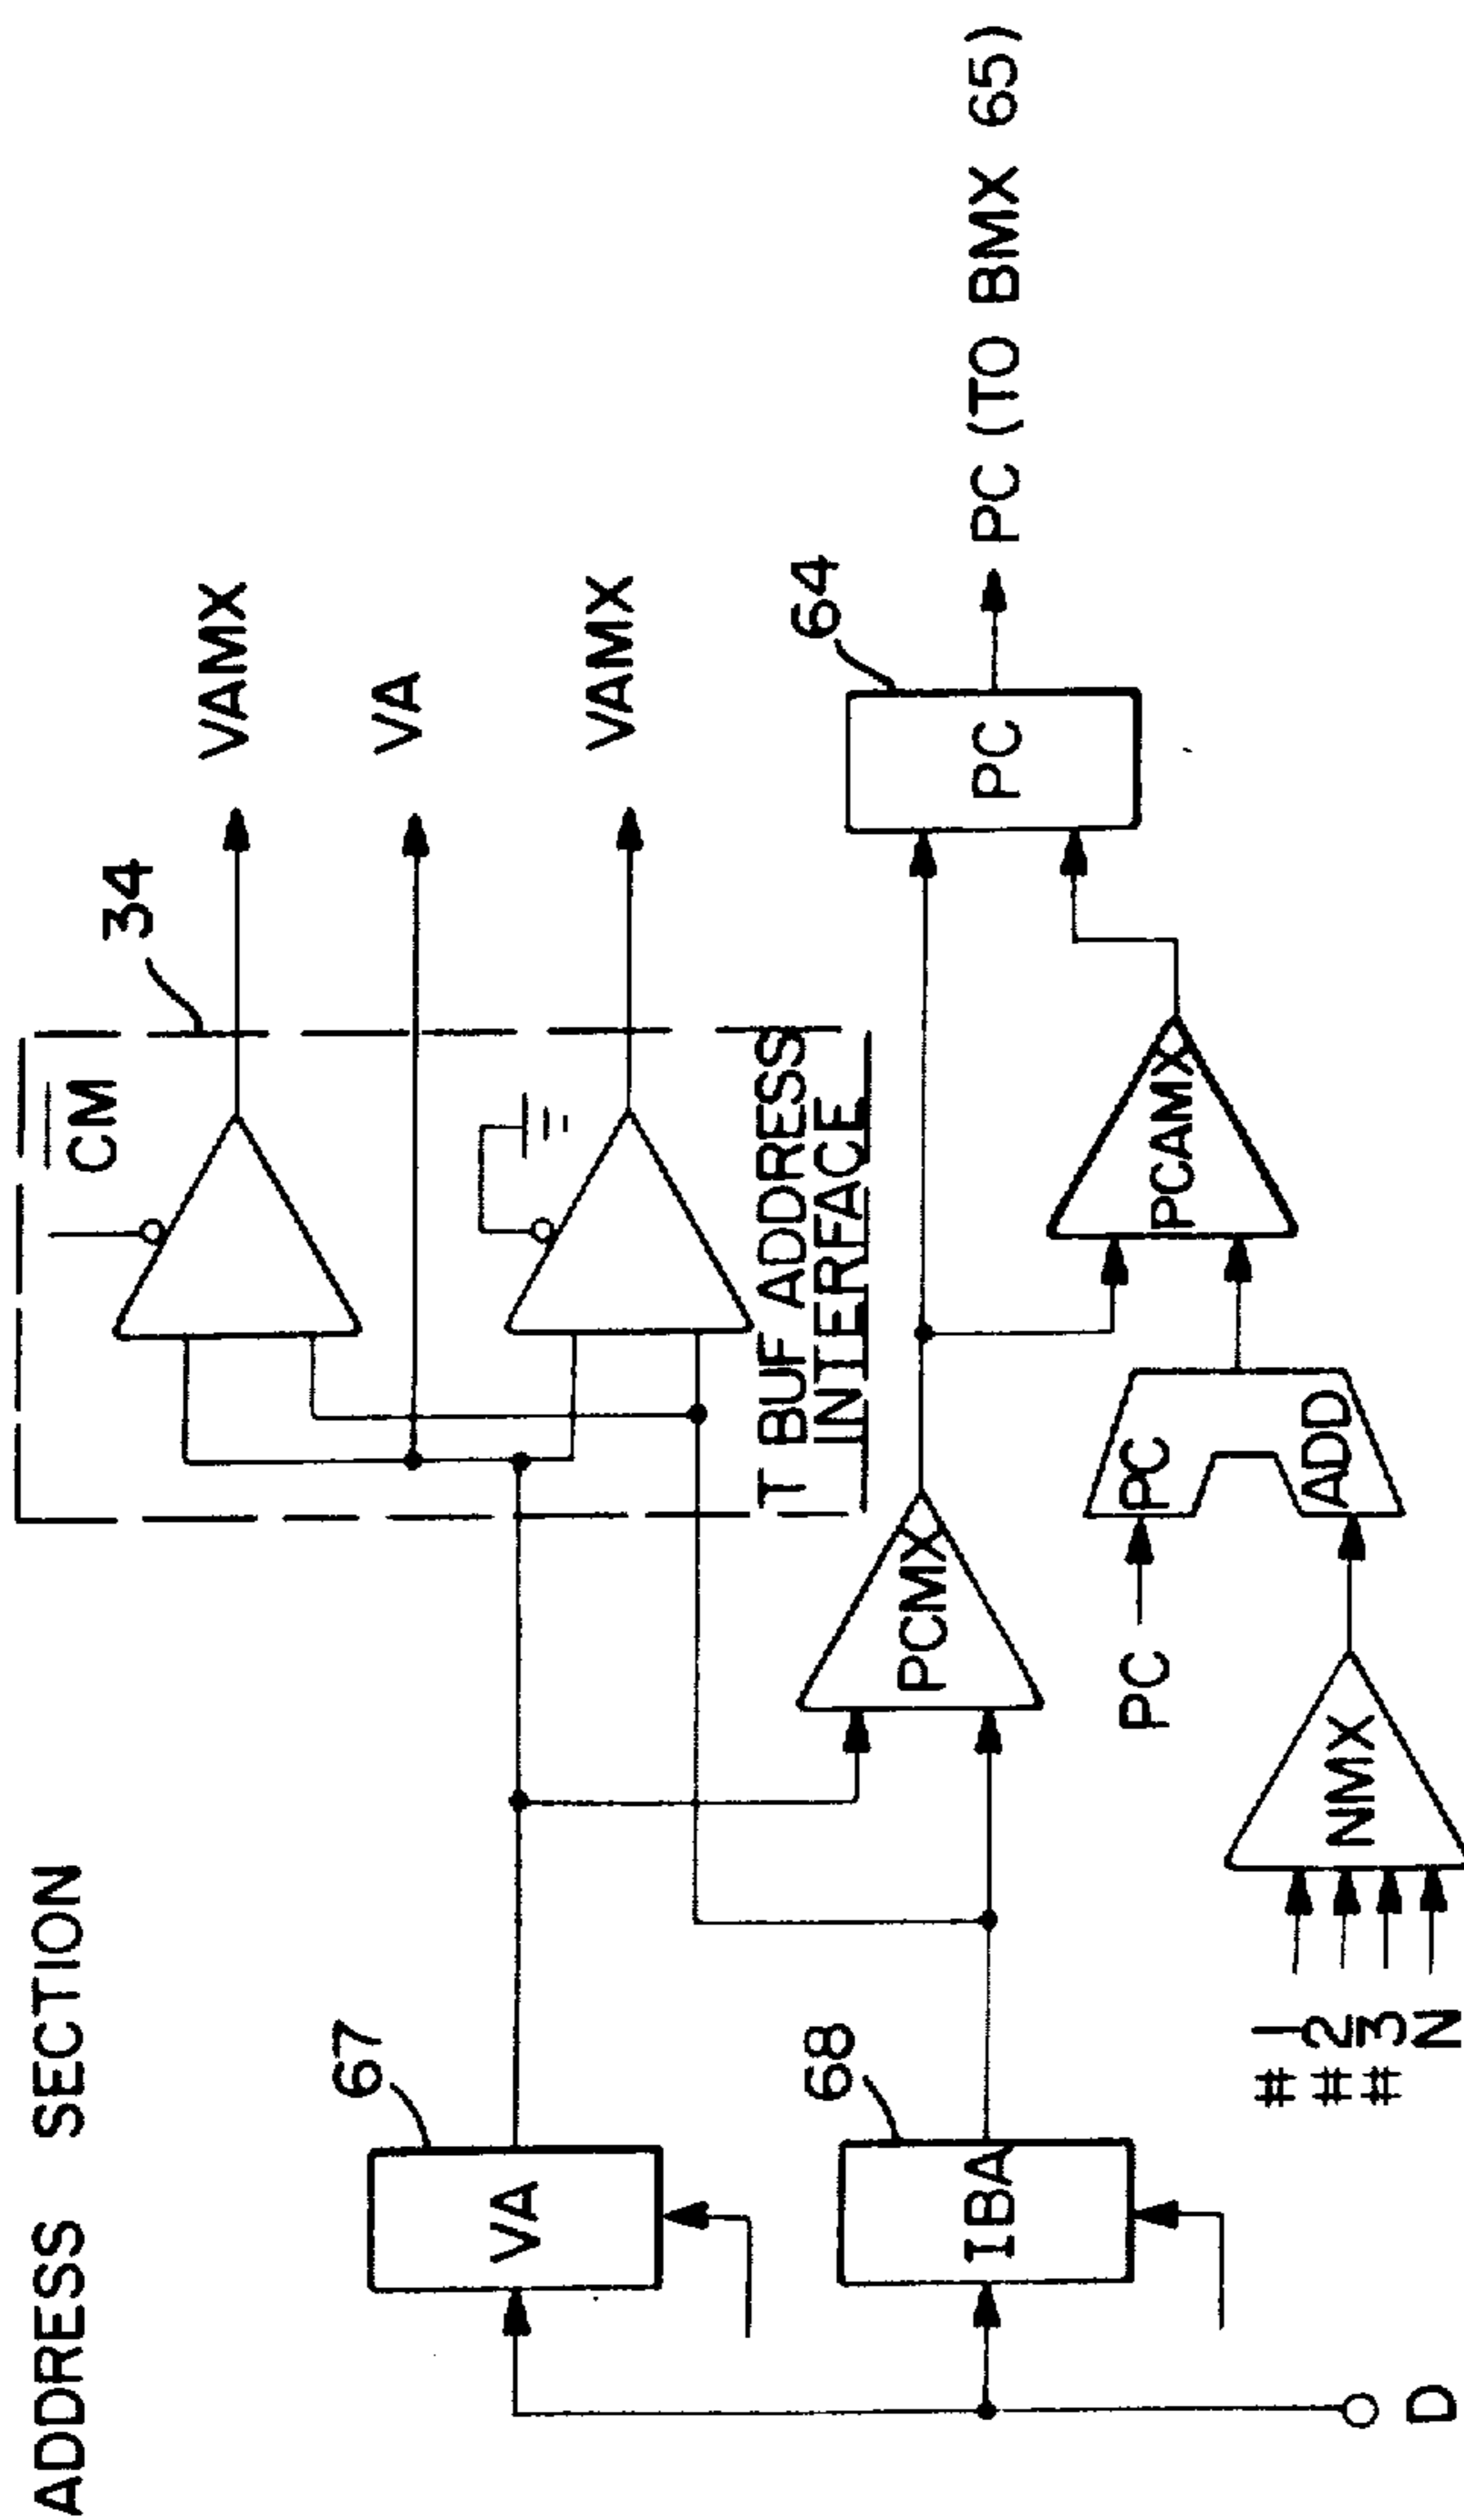 ADDRESS SECTION
CM
34
VAMX
VA
VAMX
T BUF ADDRESS
INTERFACE
67
VA
68
IBA
PCMX
64
PC
PC (TO BMX 65)
PCAMX
PC
PC
ADD
NMX
#1
#2
#3
N
D